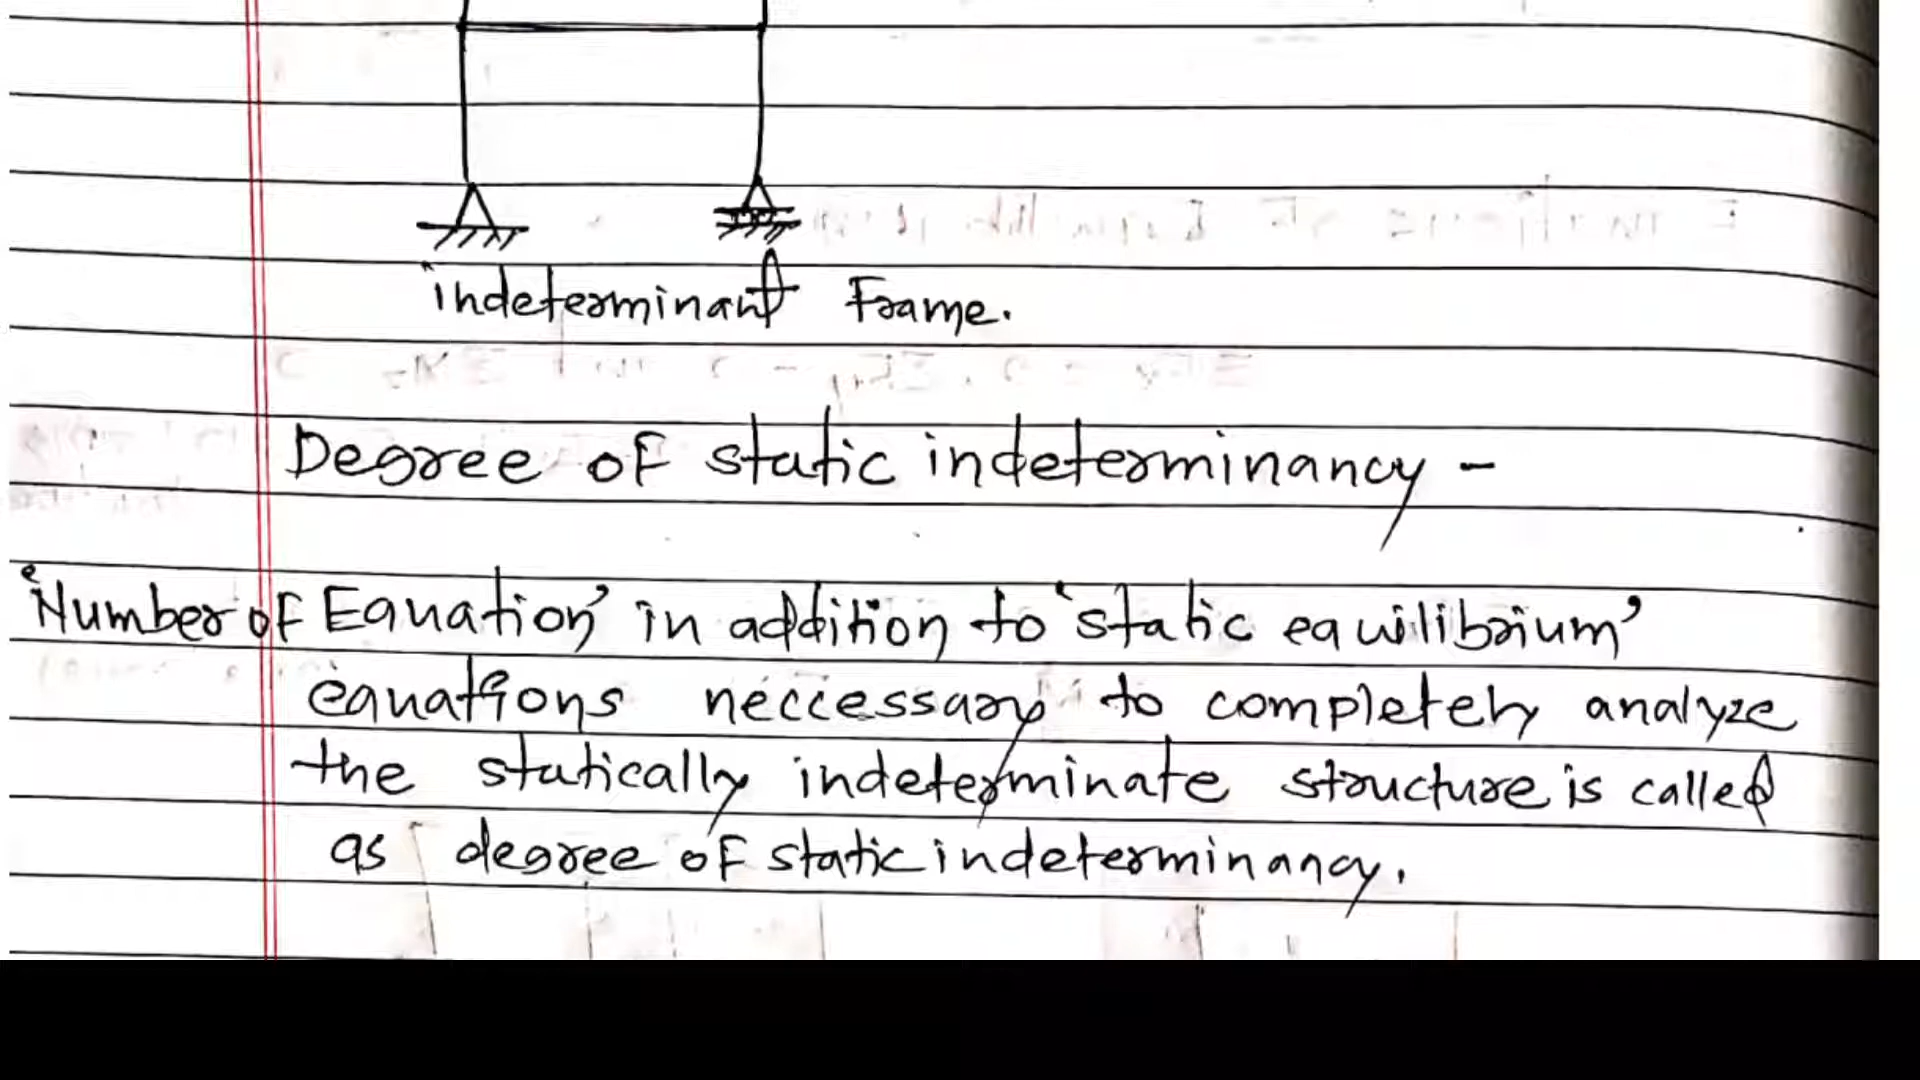 indeterminant Frame.
Degree of static indeterminancy -
'Number of Equation' in addition to 'static equilibrium'
equations neccessary to completely analyze
the statically indeterminate structure is called
as degree of static indeterminancy.